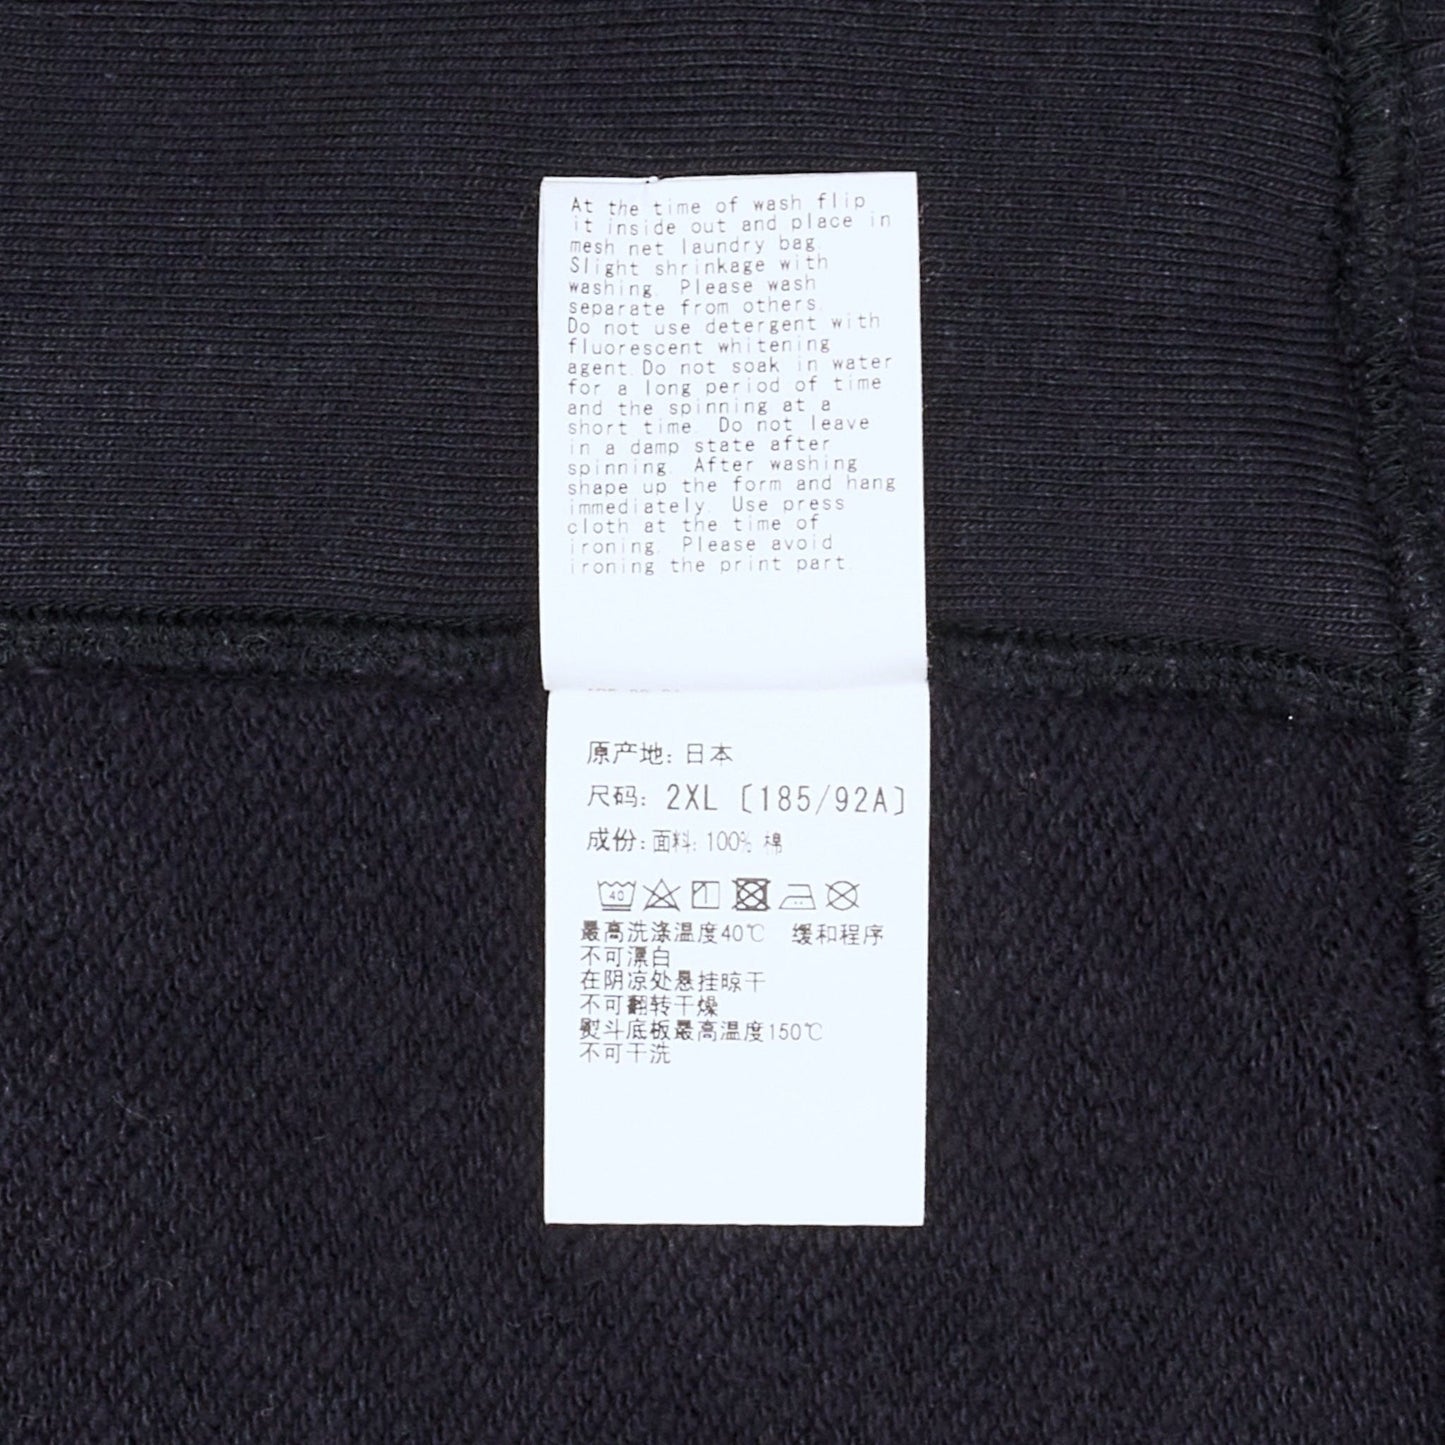 At the time of wash flip
it inside out and place in
mesh net laundry bag.
Slight shrinkage with
washing. Please wash
separate from others.
Do not use detergent with
fluorescent whitening
agent.Do not soak in water
for a long period of time
and the spinning at a
short time. Do not leave
in a damp state after
spinning. After washing
shape up the form and hang
immediately. Use press
cloth at the time of
ironing. Please avoid
ironing the print part.
原产地: 日本
尺码: 2XL [185/92A]
成份: 面料: 100% 棉
40
最高洗涤温度40℃ 缓和程序
不可漂白
在阴凉处悬挂晾干
不可翻转干燥
熨斗底板最高温度150℃
不可干洗